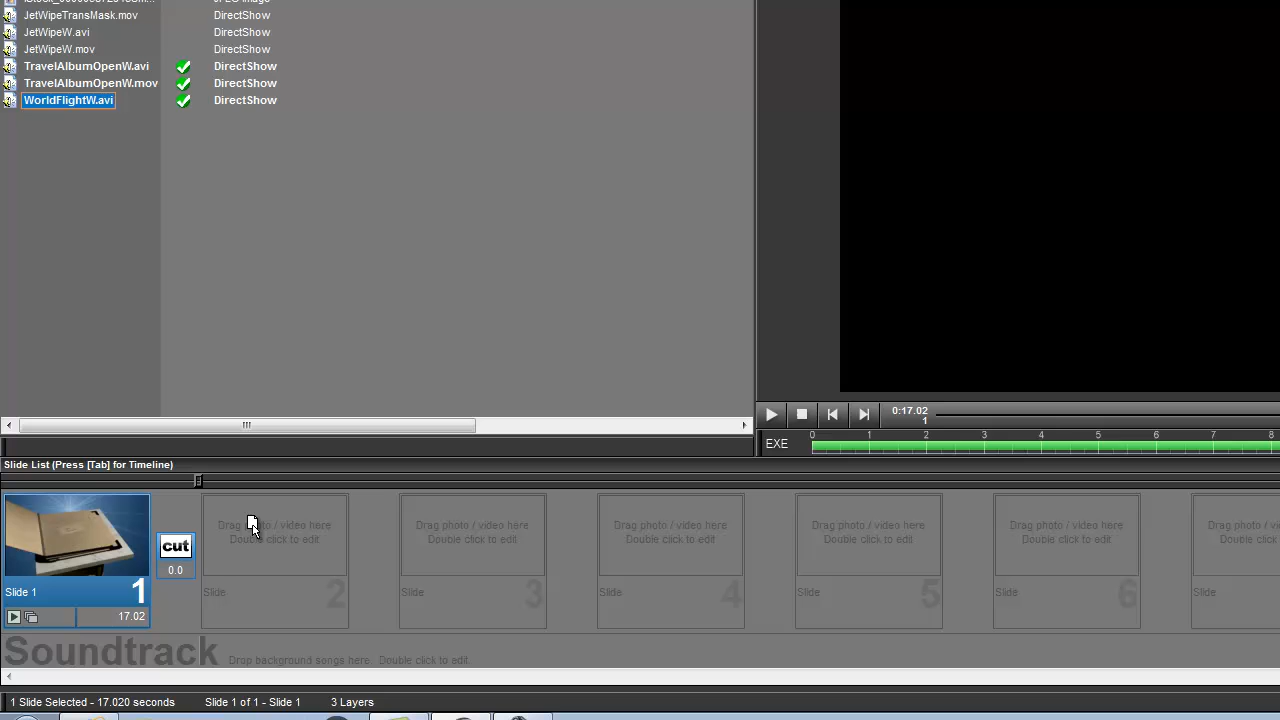 JPEG Image
JetWipeTransMask.mov DirectShow
JetWipeW.avi DirectShow
JetWipeW.mov DirectShow
TravelAlbumOpenW.avi DirectShow
TravelAlbumOpenW.mov DirectShow
WorldFlightW.avi DirectShow
0:17.02
1
EXE 0 1 2 3 4 5 6 7 8
Slide List (Press [Tab] for Timeline)
cut
0.0
Slide 1 1
17.02
Drag photo / video here
Double click to edit
Slide 2
Drag photo / video here
Double click to edit
Slide 3
Drag photo / video here
Double click to edit
Slide 4
Drag photo / video here
Double click to edit
Slide 5
Drag photo / video here
Double click to edit
Slide 6
Drag photo
Double click
Slide
Soundtrack Drop background songs here. Double click to edit.
1 Slide Selected - 17.020 seconds Slide 1 of 1 - Slide 1 3 Layers